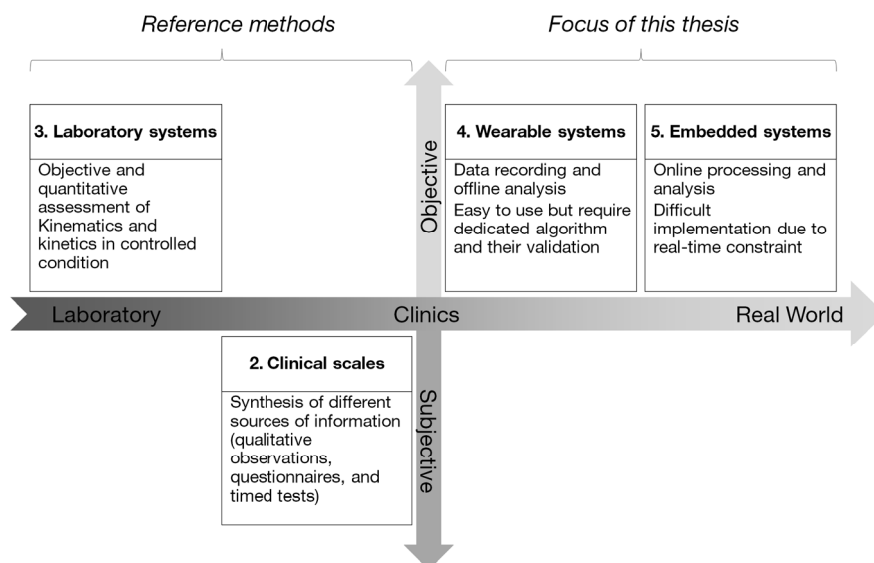 Reference methods
Focus of this thesis
3. Laboratory systems
Objective and
quantitative
assessment of
Kinematics and
kinetics in controlled
condition
Objective
4. Wearable systems
Data recording and
offline analysis
Easy to use but require
dedicated algorithm
and their validation
5. Embedded systems
Online processing and
analysis
Difficult
implementation due to
real-time constraint
Laboratory
Clinics
Real World
2. Clinical scales
Synthesis of different
sources of information
(qualitative
observations,
questionnaires, and
timed tests)
Subjective